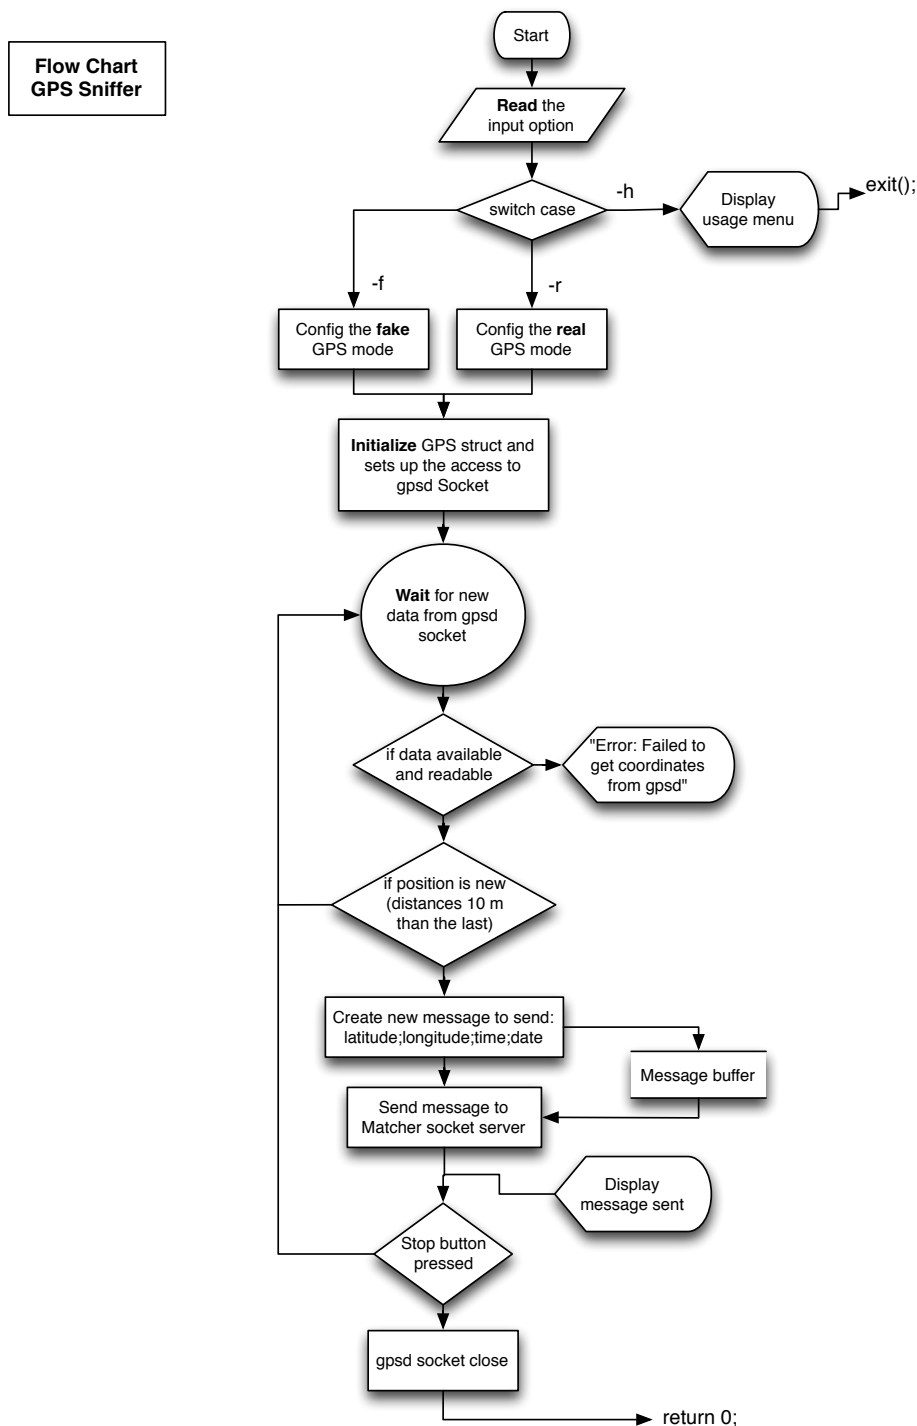 Flow Chart
GPS Sniffer
Start
Read the
input option
switch case
-h
Display
usage menu
exit();
-f
-r
Config the fake
GPS mode
Config the real
GPS mode
Initialize GPS struct and
sets up the access to
gpsd Socket
Wait for new
data from gpsd
socket
if data available
and readable
"Error: Failed to
get coordinates
from gpsd"
if position is new
(distances 10 m
than the last)
Create new message to send:
latitude;longitude;time;date
Message buffer
Send message to
Matcher socket server
Display
message sent
Stop button
pressed
gpsd socket close
return 0;